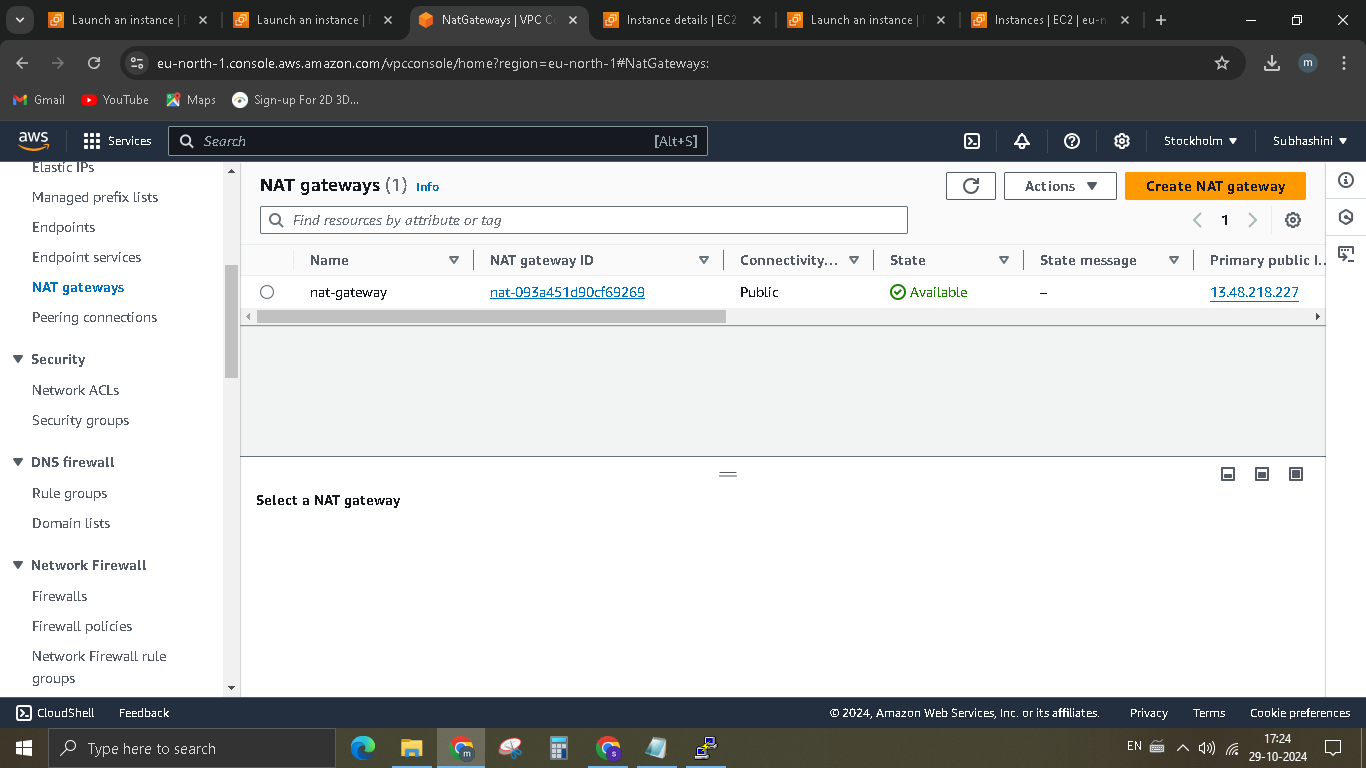 Launch an instance | E
Launch an instance | E
NatGateways | VPC C
Instance details | EC2
Launch an instance |
Instances | EC2 | eu-n
eu-north-1.console.aws.amazon.com/vpcconsole/home?region=eu-north-1#NatGateways:
m
Gmail
YouTube
Maps
Sign-up For 2D 3D...
aws
Services
Search
[Alt+S]
Stockholm
Subhashini
Elastic IPs
Managed prefix lists
Endpoints
Endpoint services
NAT gateways
Peering connections
Security
Network ACLs
Security groups
DNS firewall
Rule groups
Domain lists
Network Firewall
Firewalls
Firewall policies
Network Firewall rule
groups
NAT gateways (1) Info
Actions
Create NAT gateway
Find resources by attribute or tag
1
Name
NAT gateway ID
Connectivity...
State
State message
Primary public I...
nat-gateway
nat-093a451d90cf69269
Public
Available
–
13.48.218.227
Select a NAT gateway
CloudShell
Feedback
© 2024, Amazon Web Services, Inc. or its affiliates.
Privacy
Terms
Cookie preferences
Type here to search
m
s
EN
17:24
29-10-2024